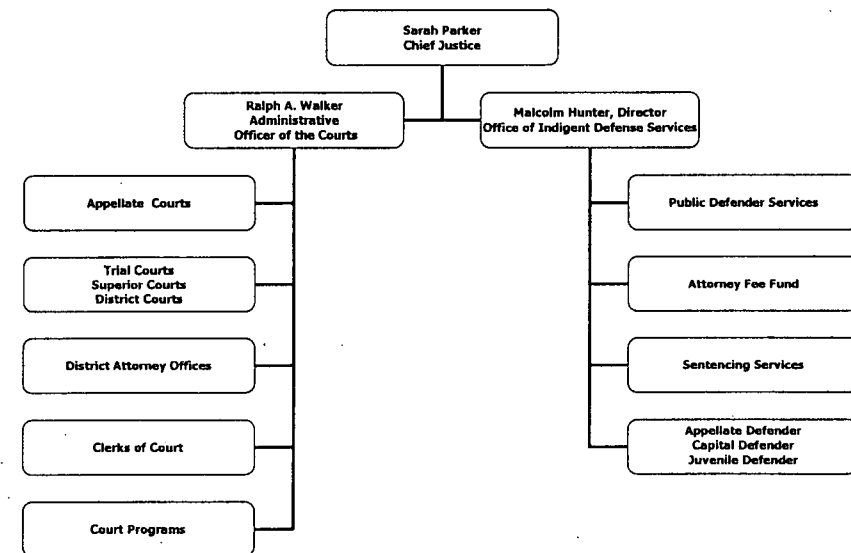 Sarah Parker
Chief Justice
Ralph A. Walker
Administrative
Officer of the Courts
Malcolm Hunter, Director
Office of Indigent Defense Services
Appellate Courts
Public Defender Services
Trial Courts
Superior Courts
District Courts
Attorney Fee Fund
District Attorney Offices
Sentencing Services
Clerks of Court
Appellate Defender
Capital Defender
Juvenile Defender
Court Programs